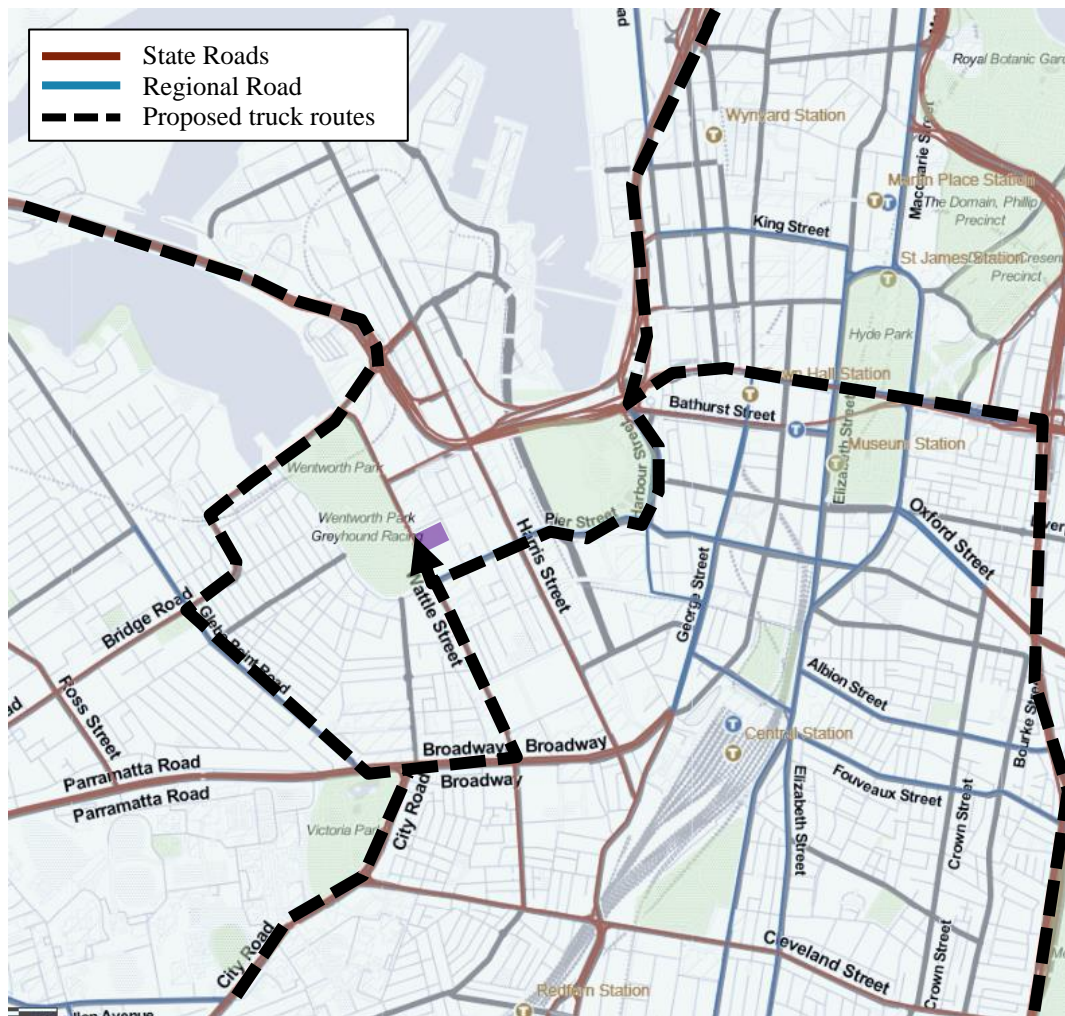 State Roads
Regional Road
Proposed truck routes
Royal Botanic Gard
Wynyard Station
Macquarie Street
Martin Place Station
The Domain, Phillip
Precinct
King Street
St James Station
Precinct
Hyde Park
Town Hall Station
Bathurst Street
Elizabeth Street
Museum Station
Harbour Street
Wentworth Park
Wentworth Park
Greyhound Racing
Pier Street
Harris Street
Oxford Street
Wattle Street
George Street
Bridge Road
Glebe Point Road
Ross Street
Albion Street
Bourke Street
Central Station
Broadway
Broadway
Broadway
Parramatta Road
Parramatta Road
City Road
Victoria Park
Elizabeth Street
Fouveaux Street
Crown Street
City Road
Cleveland Street
Crown Street
Redfern Station